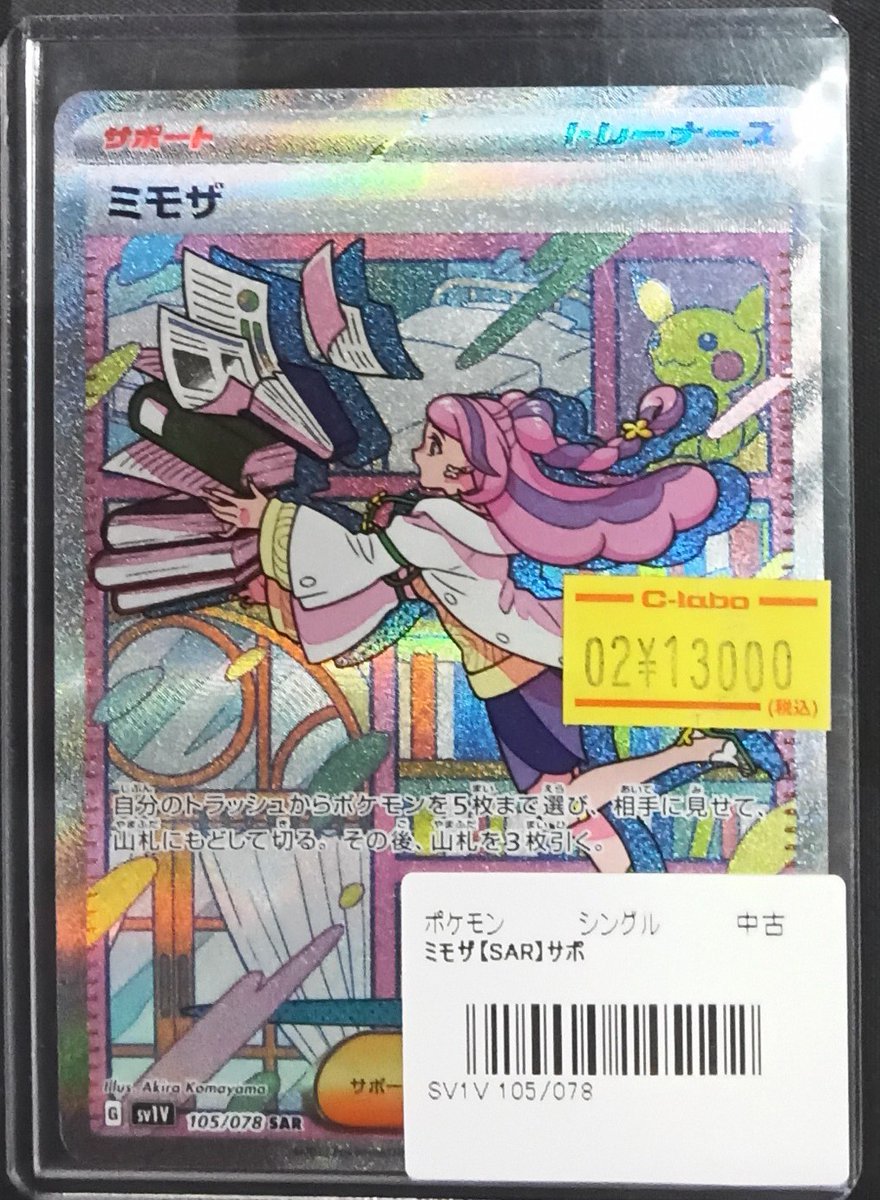 サポート
トレーナーズ
ミモザ
C-labo
02¥13000
(税込)
自分のトラッシュからポケモンを5枚まで選び、相手に見せて、
山札にもどして切る。その後、山札を3枚引く。
ポケモン シングル 中古
ミモザ【SAR】サポ
SV1V 105/078
サポー
Illus. Akira Komayama
G sv1V 105/078 SAR